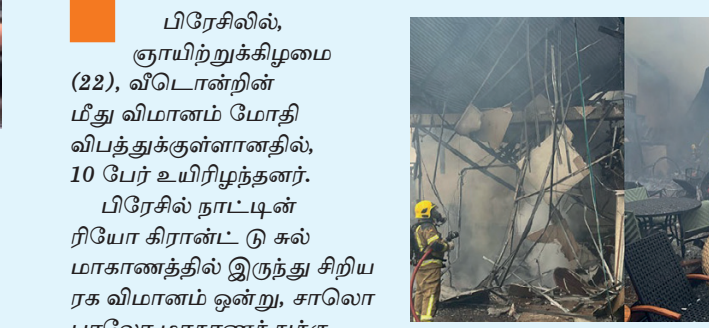 பிரேசிலில்,
ஞாயிற்றுக்கிழமை
(22), வீடொன்றின்
மீது விமானம் மோதி
விபத்துக்குள்ளானதில்,
10 பேர் உயிரிழந்தனர்.
பிரேசில் நாட்டின்
ரியோ கிரான்ட் டு சுல்
மாகாணத்தில் இருந்து சிறிய
ரக விமானம் ஒன்று, சாலொ